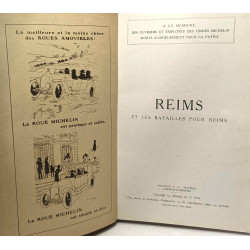 La meilleure et la moins chère
des ROUES AMOVIBLES:
La ROUE MICHELIN
est pratique et solide.
La ROUE MICHELIN
est simple et chic.
A LA MÉMOIRE
DES OUVRIERS ET EMPLOYÉS DES USINES MICHELIN
MORTS GLORIEUSEMENT POUR LA PATRIE
REIMS
ET LES BATAILLES POUR REIMS